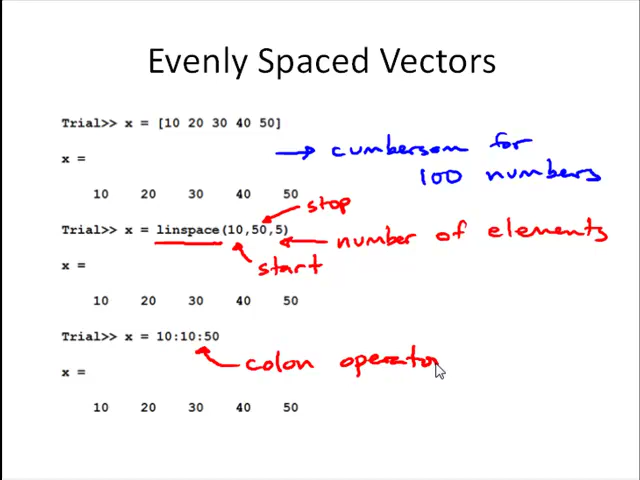 Evenly Spaced Vectors
Trial>> x = [10 20 30 40 50]
x =
→ cumbersom for
100 numbers
10 20 30 40 50
stop
Trial>> x = linspace(10,50,5)
number of elements
start
x =
10 20 30 40 50
Trial>> x = 10:10:50
colon operator
x =
10 20 30 40 50